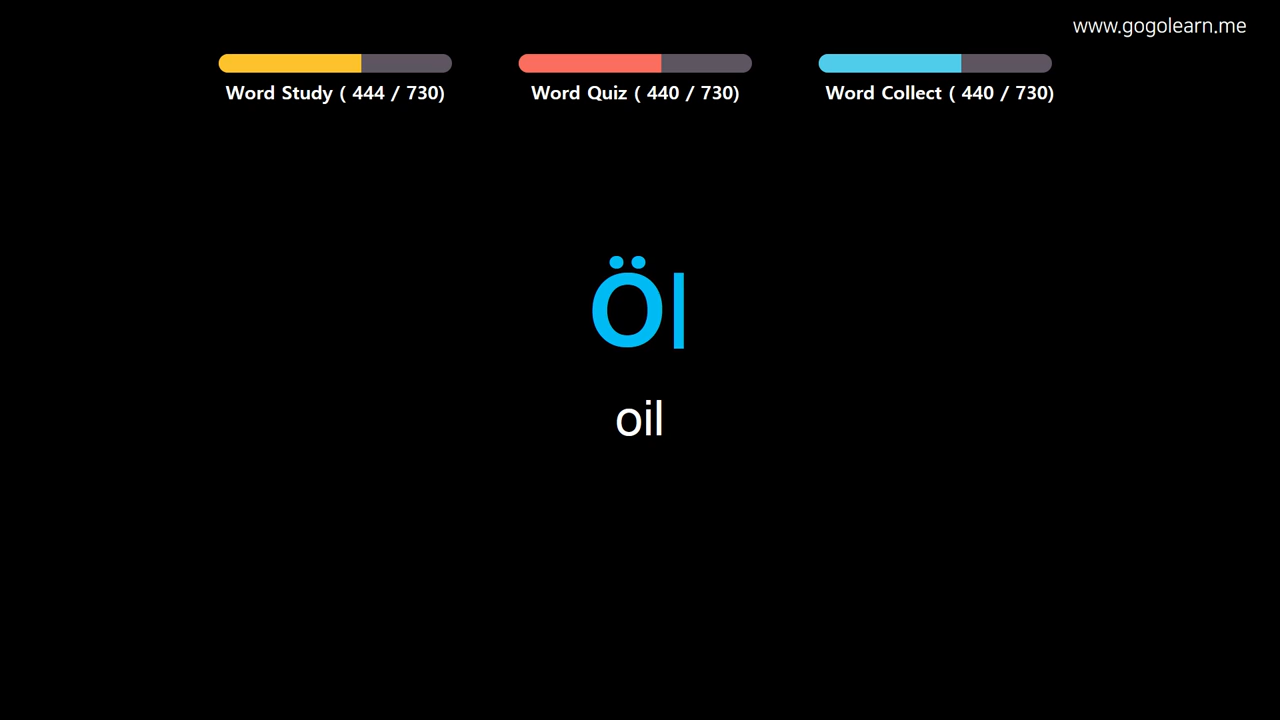 www.gogolearn.me
Word Study ( 444 / 730)
Word Quiz ( 440 / 730)
Word Collect ( 440 / 730)
Öl
oil